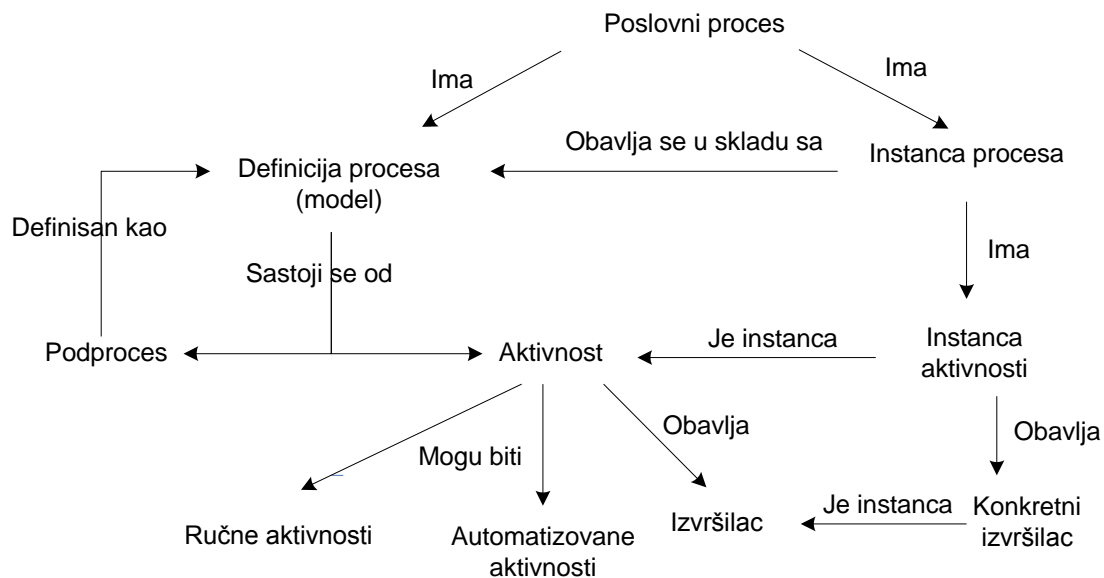 Poslovni proces
Ima
Ima
Obavlja se u skladu sa
Definicija procesa
(model)
Instanca procesa
Definisan kao
Ima
Sastoji se od
Podproces
Aktivnost
Je instanca
Instanca
aktivnosti
Mogu biti
Obavlja
Obavlja
Ručne aktivnosti
Automatizovane
aktivnosti
Izvršilac
Je instanca
Konkretni
izvršilac